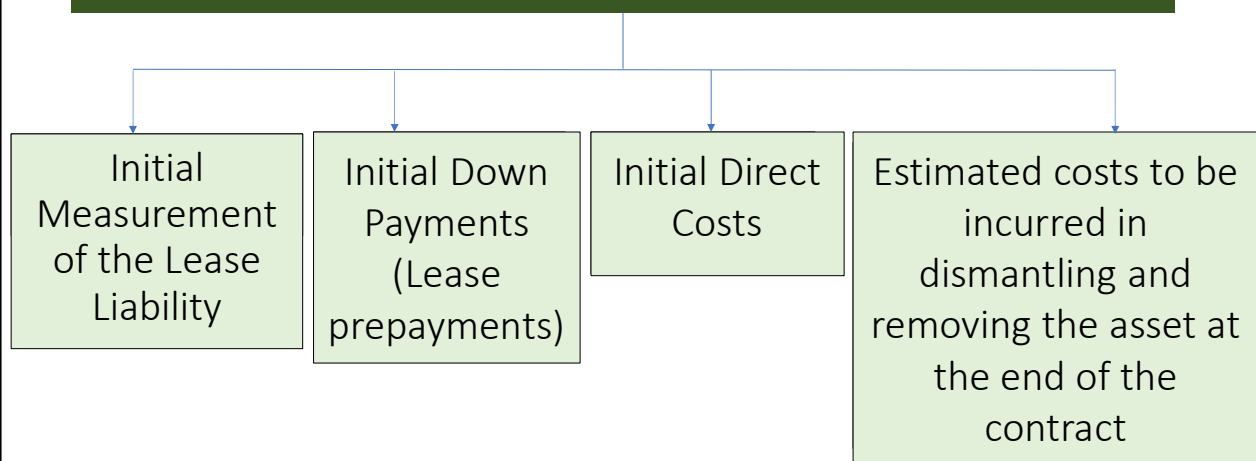 Initial
Measurement
of the Lease
Liability
Initial Down
Payments
(Lease
prepayments)
Initial Direct
Costs
Estimated costs to be
incurred in
dismantling and
removing the asset at
the end of the
contract